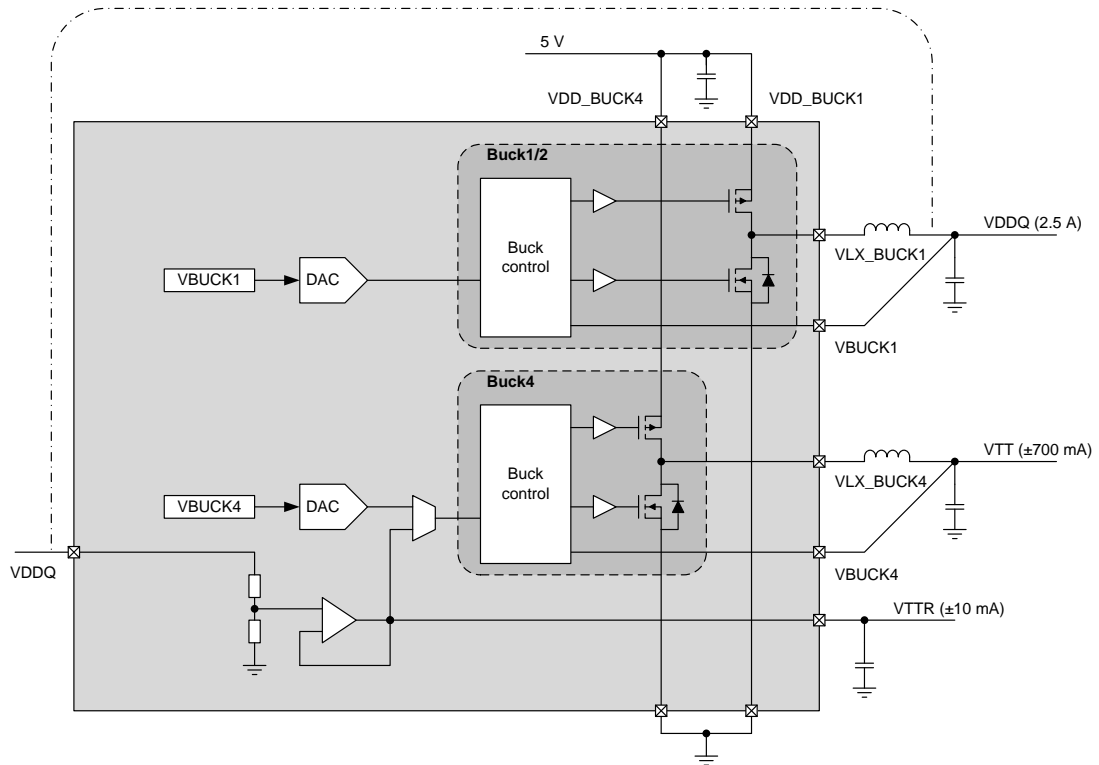 5 V
VDD_BUCK4
VDD_BUCK1
Buck1/2
Buck
control
VBUCK1
DAC
VDDQ (2.5 A)
VLX_BUCK1
VBUCK1
Buck4
Buck
control
VBUCK4
DAC
VTT (±700 mA)
VLX_BUCK4
VDDQ
VBUCK4
VTTR (±10 mA)